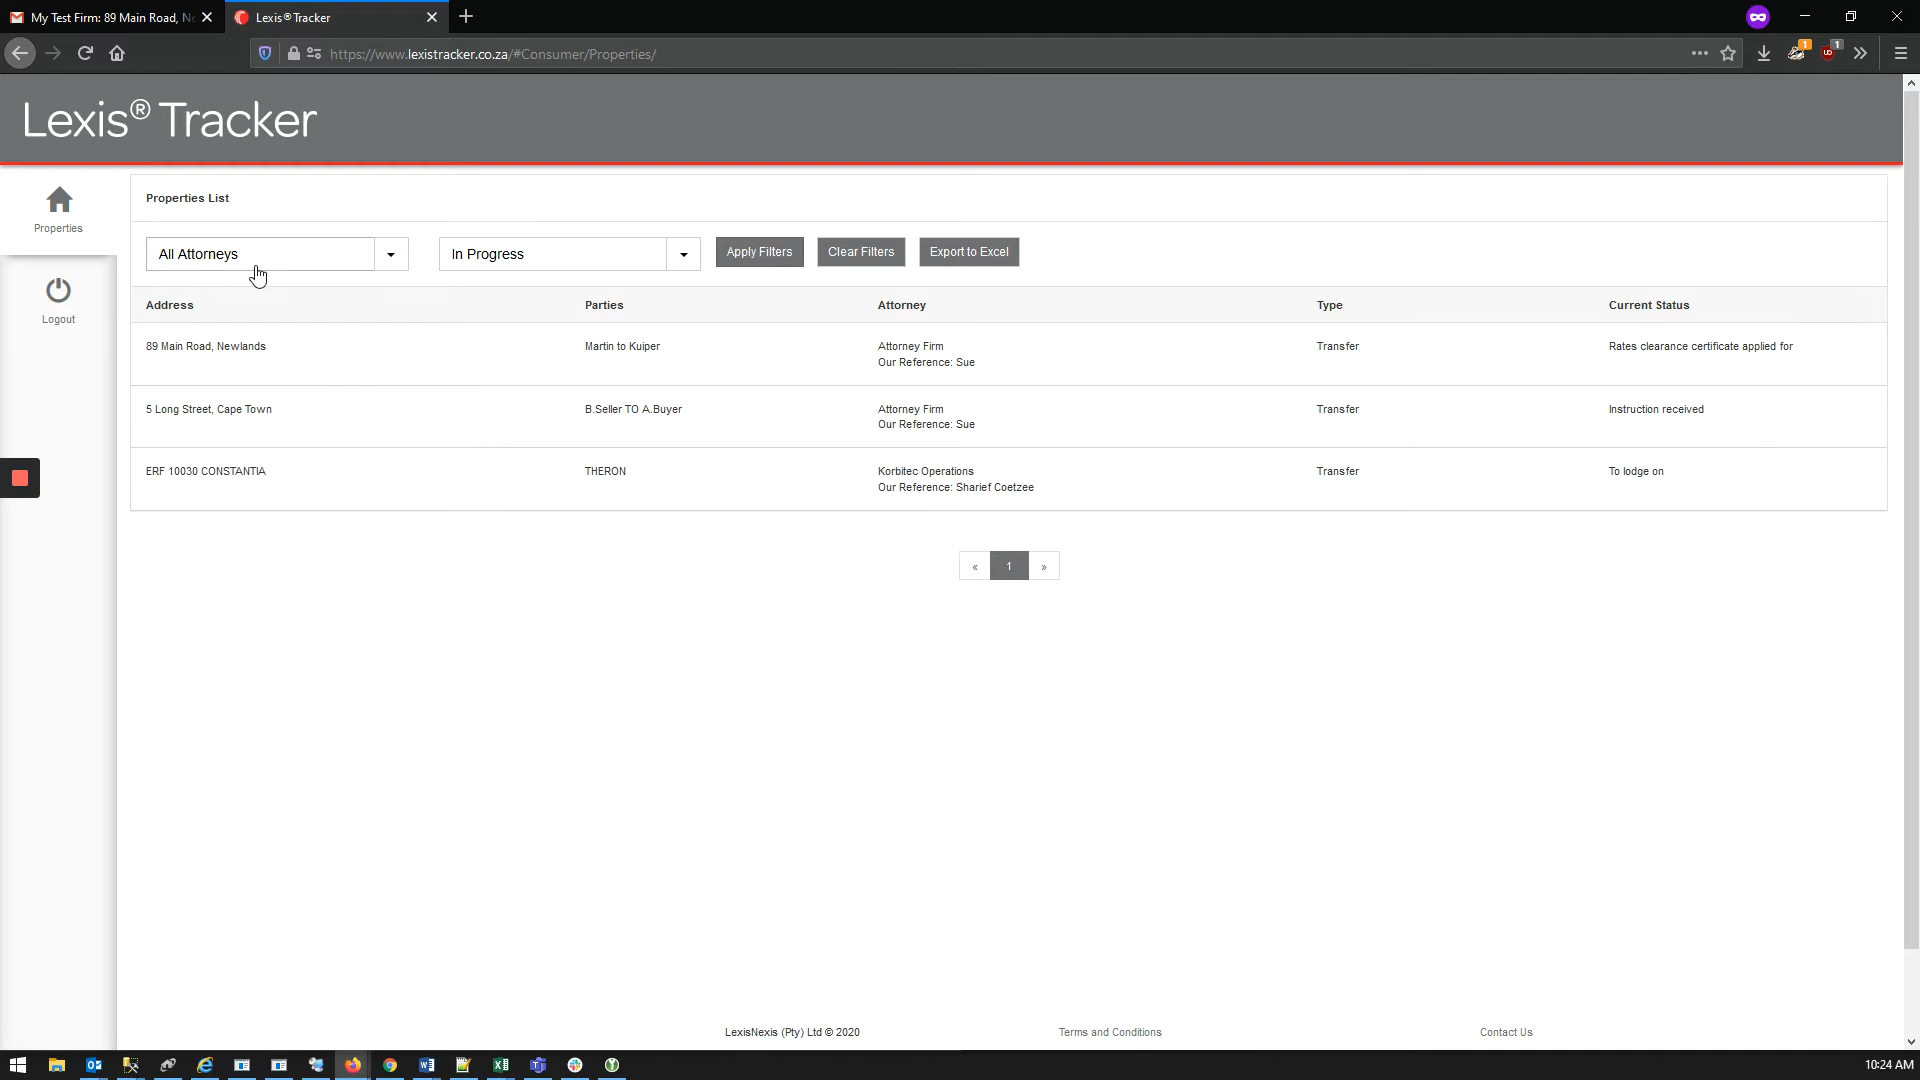 My Test Firm: 89 Main Road, Ne
Lexis®Tracker
https://www.lexistracker.co.za/#Consumer/Properties/
1
1
Lexis® Tracker
Properties
Logout
Properties List
All Attorneys
In Progress
Apply Filters
Clear Filters
Export to Excel
Address Parties Attorney Type Current Status
89 Main Road, Newlands Martin to Kuiper Attorney Firm Transfer Rates clearance certificate applied for
Our Reference: Sue
5 Long Street, Cape Town B.Seller TO A.Buyer Attorney Firm Transfer Instruction received
Our Reference: Sue
ERF 10030 CONSTANTIA THERON Korbitec Operations Transfer To lodge on
Our Reference: Sharief Coetzee
« 1 »
LexisNexis (Pty) Ltd © 2020 Terms and Conditions Contact Us
10:24 AM